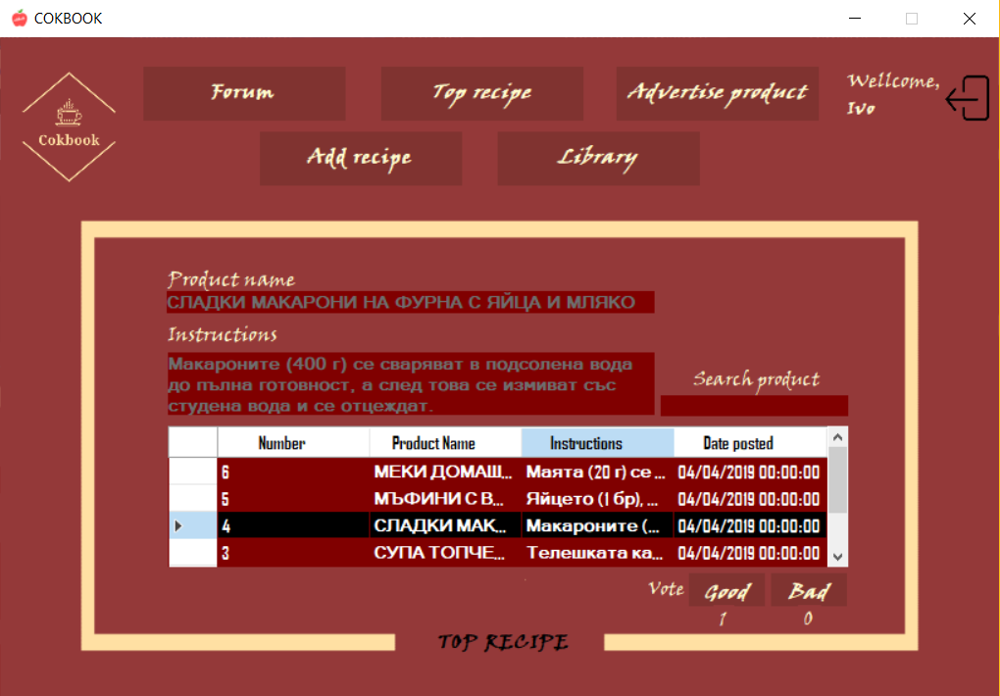 COKBOOK
Forum
Top recipe
Advertise product
Wellcome,
Ivo
Cokbook
Add recipe
Library
Product name
СЛАДКИ МАКАРОНИ НА ФУРНА С ЯЙЦА И МЛЯКО
Instructions
Макароните (400 г) се сваряват в подсолена вода
до пълна готовност, а след това се измиват със
студена вода и се отцеждат.
Search product
Number Product Name Instructions Date posted
6 МЕКИ ДОМАШ... Маята (20 г) се ... 04/04/2019 00:00:00
5 МЪФИНИ С В... Яйцето (1 бр), ... 04/04/2019 00:00:00
4 СЛАДКИ МАК... Макароните (... 04/04/2019 00:00:00
3 СУПА ТОПЧЕ... Телешката ка... 04/04/2019 00:00:00
Vote Good Bad
1 0
TOP RECIPE